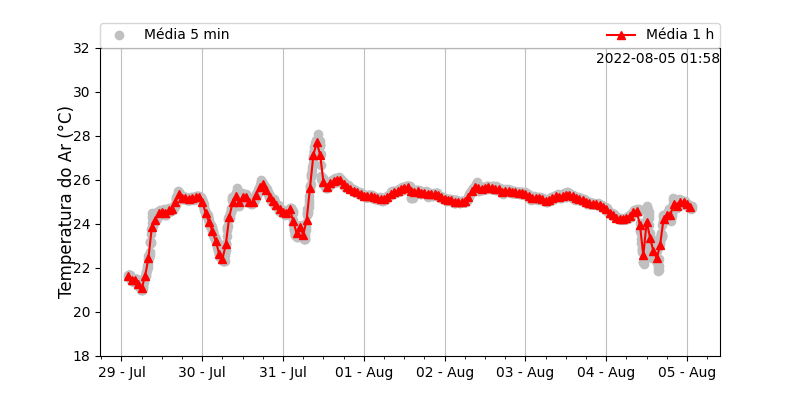 Média 5 min
Média 1 h
2022-08-05 01:58
Temperatura do Ar (°C)
32
30
28
26
24
22
20
18
29 - Jul
30 - Jul
31 - Jul
01 - Aug
02 - Aug
03 - Aug
04 - Aug
05 - Aug